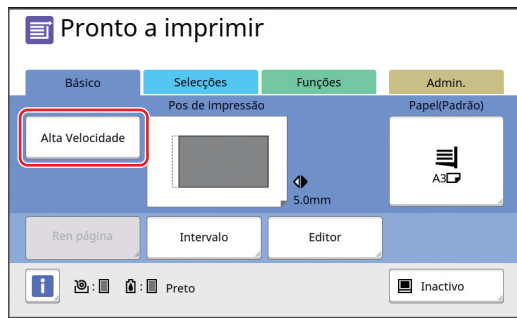 Pronto a imprimir
Básico Selecções Funções Admin.
Pos de impressão Papel(Padrão)
Alta Velocidade
A3
5.0mm
Ren página Intervalo Editor
i : : Preto Inactivo